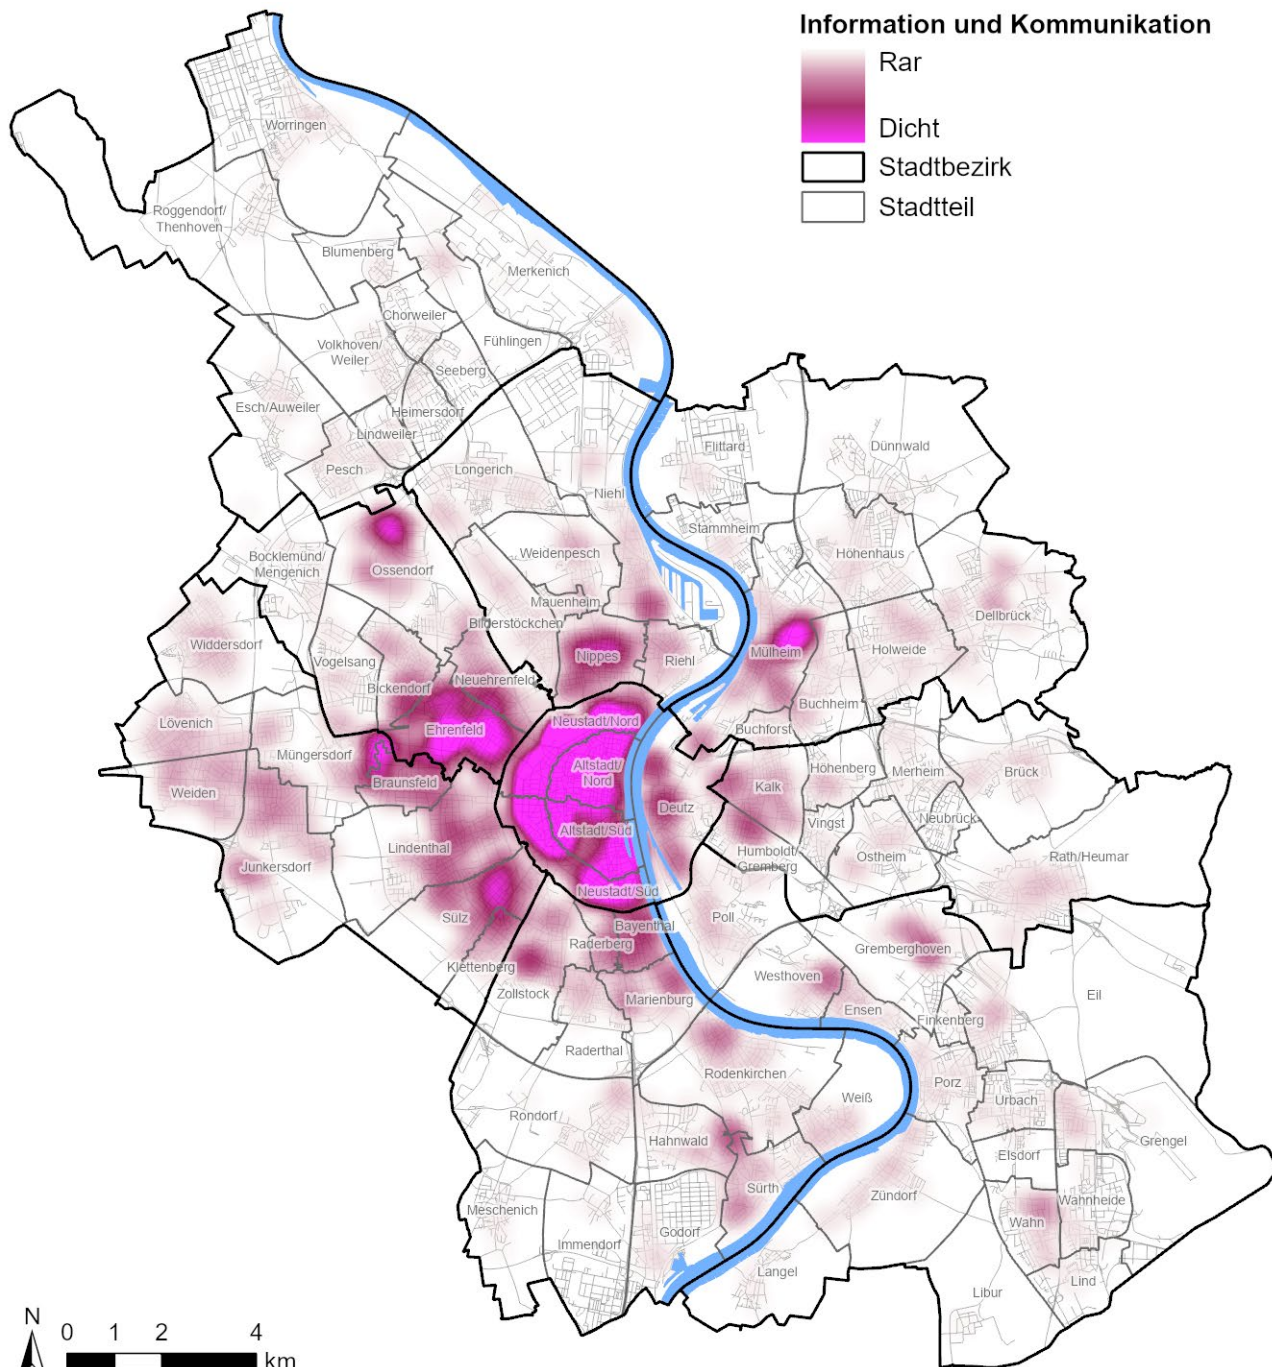 Information und Kommunikation
Rar
Dicht
Stadtbezirk
Stadtteil
Worringen
Roggendorf/
Thenhoven
Blumenberg
Merkenich
Chorweiler
Volkhoven/
Weiler
Fühlingen
Seeberg
Esch/Auweiler
Heimersdorf
Lindweiler
Pesch
Longerich
Flittard
Dünnwald
Niehl
Stammheim
Bocklemünd/
Mengenich
Ossendorf
Weidenpesch
Höhenhaus
Mauenheim
Dellbrück
Bilderstöckchen
Widdersdorf
Vogelsang
Nippes
Riehl
Mülheim
Holweide
Bickendorf
Neuehrenfeld
Buchheim
Lövenich
Ehrenfeld
Neustadt/Nord
Buchforst
Müngersdorf
Altstadt/
Nord
Höhenberg
Merheim
Brück
Braunsfeld
Weiden
Deutz
Kalk
Vingst
Neubrück
Altstadt/Süd
Lindenthal
Humboldt/
Gremberg
Ostheim
Rath/Heumar
Junkersdorf
Neustadt/Süd
Sülz
Poll
Bayenthal
Raderberg
Gremberghoven
Klettenberg
Westhoven
Zollstock
Marienburg
Eil
Ensen
Finkenberg
Raderthal
Rodenkirchen
Porz
Weiß
Urbach
Rondorf
Hahnwald
Grengel
Elsdorf
Sürth
Zündorf
Wahnheide
Meschenich
Wahn
Godorf
Immendorf
Langel
Lind
Libur
N
0 1 2 4
km